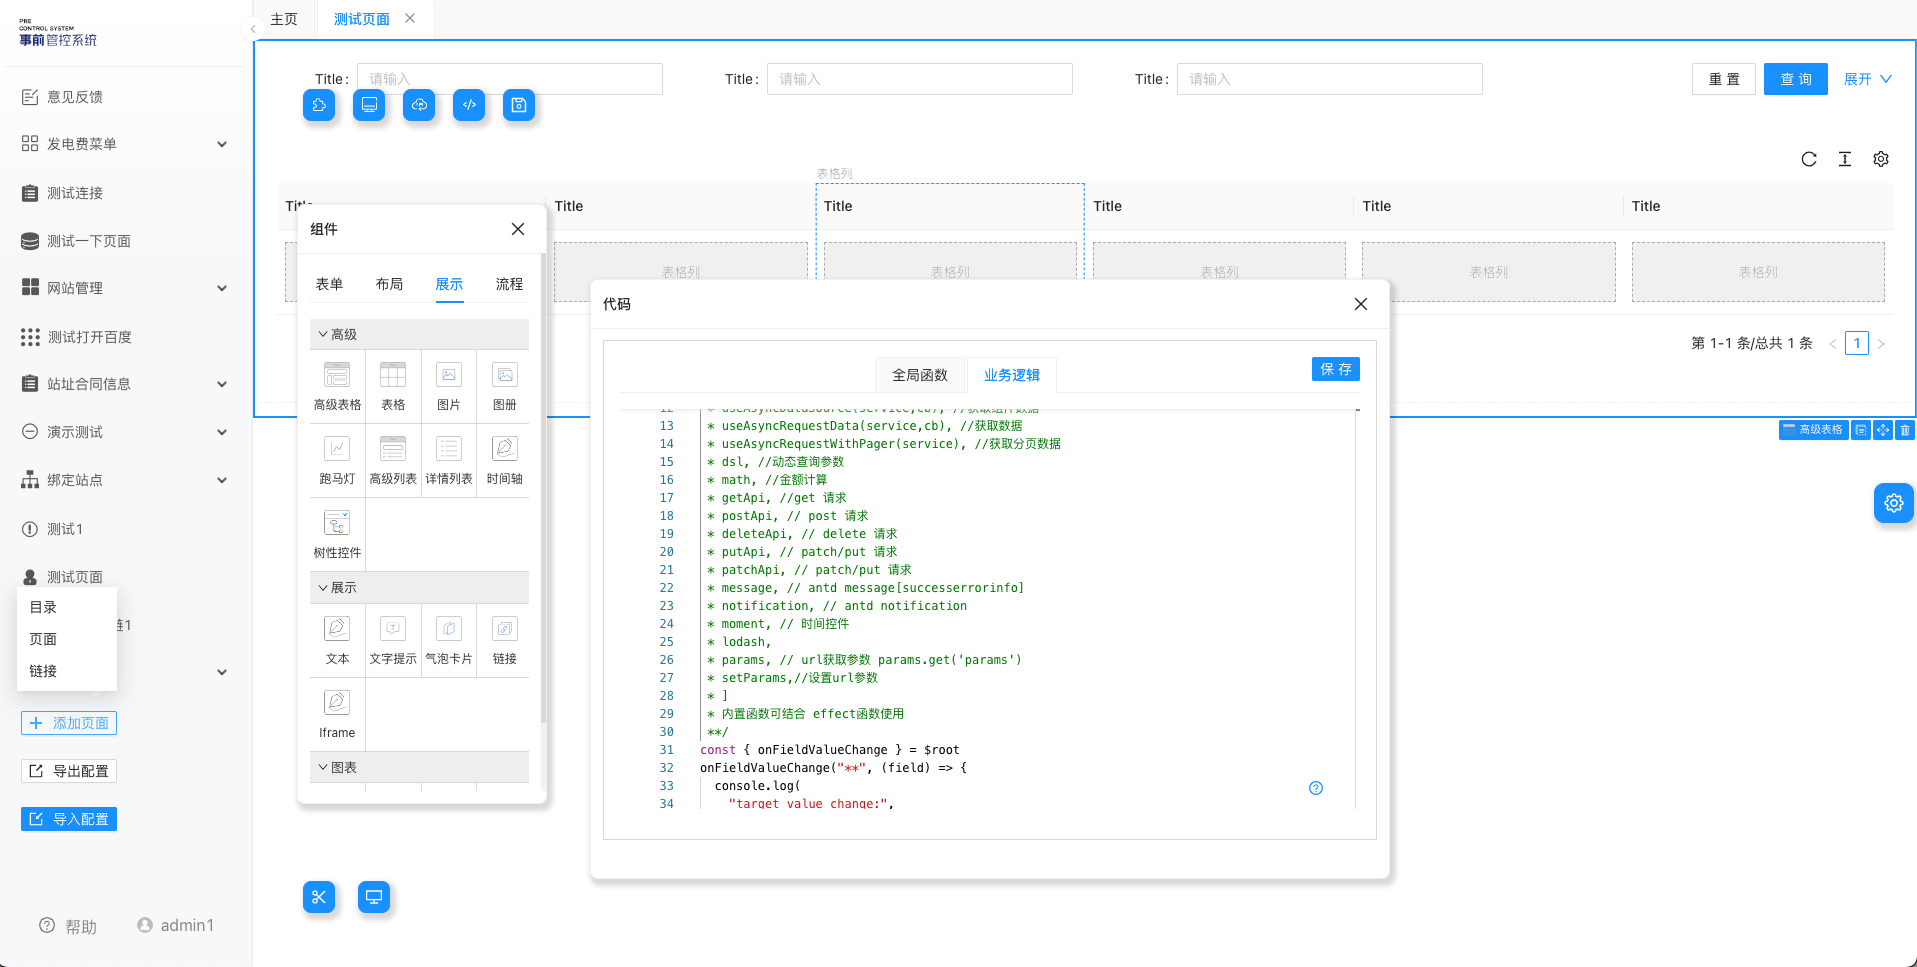 PRE
CONTROL SYSTEM
事前管控系统
意见反馈
发电费菜单
测试连接
测试一下页面
网站管理
测试打开百度
站址合同信息
演示测试
绑定站点
测试1
测试页面
链1
目录
页面
链接
添加页面
导出配置
导入配置
帮助
admin1
主页
测试页面
Title: 请输入
Title: 请输入
Title: 请输入
重 置
查 询
展开
表格列
Title
Title
Title
Title
Title
Title
表格列
表格列
表格列
表格列
表格列
第 1-1 条/总共 1 条
1
高级表格
组件
表单
布局
展示
流程
高级
高级表格
表格
图片
图册
跑马灯
高级列表
详情列表
时间轴
树性控件
展示
文本
文字提示
气泡卡片
链接
Iframe
图表
代码
全局函数
业务逻辑
保 存
12 * useAsyncDataSource(service,cb), //获取组件数据
13 * useAsyncRequestData(service,cb), //获取数据
14 * useAsyncRequestWithPager(service), //获取分页数据
15 * dsl, //动态查询参数
16 * math, //金额计算
17 * getApi, //get 请求
18 * postApi, // post 请求
19 * deleteApi, // delete 请求
20 * putApi, // patch/put 请求
21 * patchApi, // patch/put 请求
22 * message, // antd message[successerrorinfo]
23 * notification, // antd notification
24 * moment, // 时间控件
25 * lodash,
26 * params, // url获取参数 params.get('params')
27 * setParams,//设置url参数
28 * ]
29 * 内置函数可结合 effect函数使用
30 **/
31 const { onFieldValueChange } = $root
32 onFieldValueChange("**", (field) => {
33 console.log(
34 "target value change:",